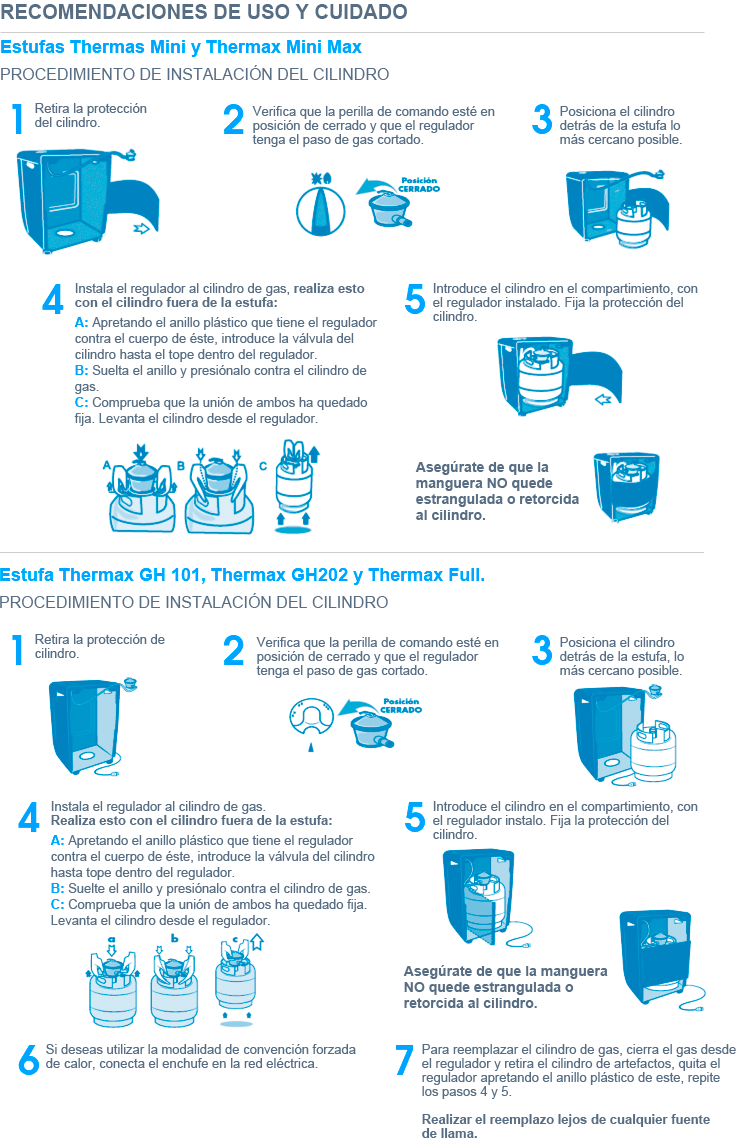 RECOMENDACIONES DE USO Y CUIDADO
Estufas Thermas Mini y Thermax Mini Max
PROCEDIMIENTO DE INSTALACIÓN DEL CILINDRO
1
Retira la protección
del cilindro.
2
Verifica que la perilla de comando esté en
posición de cerrado y que el regulador
tenga el paso de gas cortado.
Posición
CERRADO
3
Posiciona el cilindro
detrás de la estufa lo
más cercano posible.
4
Instala el regulador al cilindro de gas, realiza esto
con el cilindro fuera de la estufa:
A: Apretando el anillo plástico que tiene el regulador
contra el cuerpo de éste, introduce la válvula del
cilindro hasta el tope dentro del regulador.
B: Suelta el anillo y presiónalo contra el cilindro de
gas.
C: Comprueba que la unión de ambos ha quedado
fija. Levanta el cilindro desde el regulador.
A B C
5
Introduce el cilindro en el compartimiento, con
el regulador instalado. Fija la protección del
cilindro.
Asegúrate de que la
manguera NO quede
estrangulada o retorcida
al cilindro.
Estufa Thermax GH 101, Thermax GH202 y Thermax Full.
PROCEDIMIENTO DE INSTALACIÓN DEL CILINDRO
1
Retira la protección de
cilindro.
2
Verifica que la perilla de comando esté en
posición de cerrado y que el regulador
tenga el paso de gas cortado.
Posición
CERRADO
3
Posiciona el cilindro
detrás de la estufa, lo
más cercano posible.
4
Instala el regulador al cilindro de gas.
Realiza esto con el cilindro fuera de la estufa:
A: Apretando el anillo plástico que tiene el regulador
contra el cuerpo de éste, introduce la válvula del cilindro
hasta tope dentro del regulador.
B: Suelte el anillo y presiónalo contra el cilindro de gas.
C: Comprueba que la unión de ambos ha quedado fija.
Levanta el cilindro desde el regulador.
a b c
5
Introduce el cilindro en el compartimiento, con
el regulador instalo. Fija la protección del
cilindro.
Asegúrate de que la manguera
NO quede estrangulada o
retorcida al cilindro.
6
Si deseas utilizar la modalidad de convención forzada
de calor, conecta el enchufe en la red eléctrica.
7
Para reemplazar el cilindro de gas, cierra el gas desde
el regulador y retira el cilindro de artefactos, quita el
regulador apretando el anillo plástico de este, repite
los pasos 4 y 5.
Realizar el reemplazo lejos de cualquier fuente
de llama.